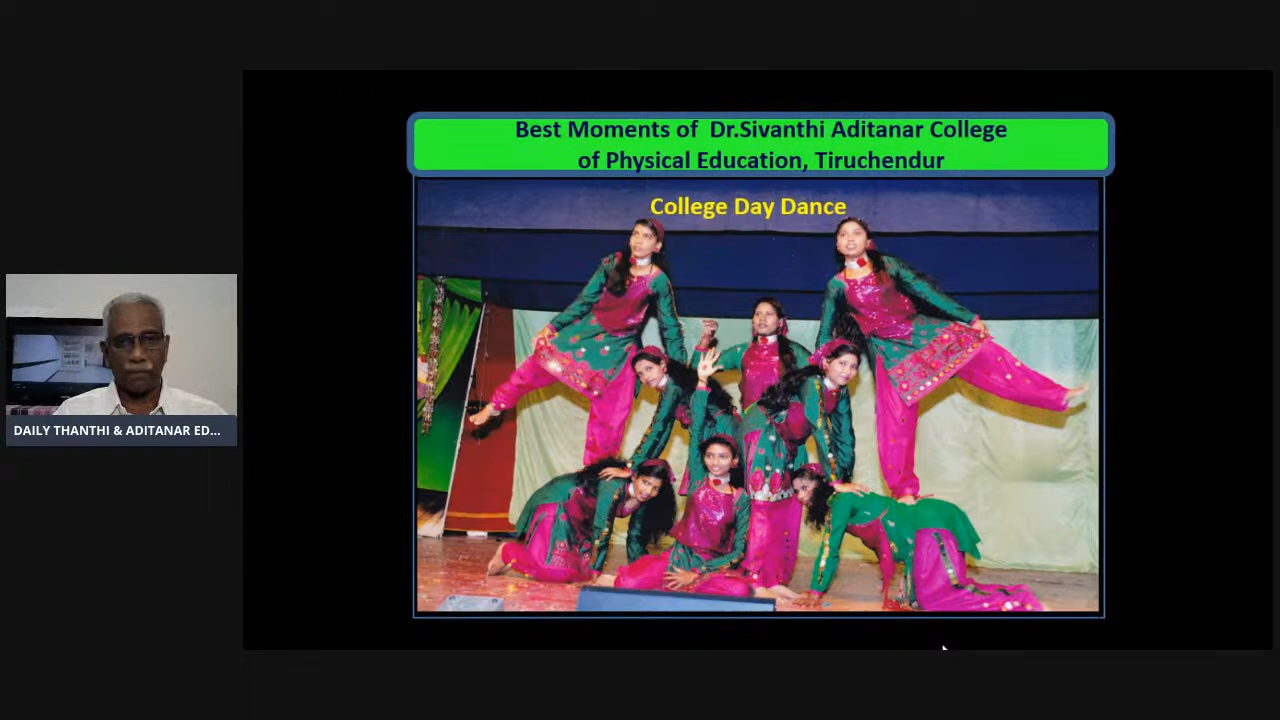 Best Moments of  Dr.Sivanthi Aditanar College
of Physical Education, Tiruchendur
College Day Dance
DAILY THANTHI & ADITANAR ED...